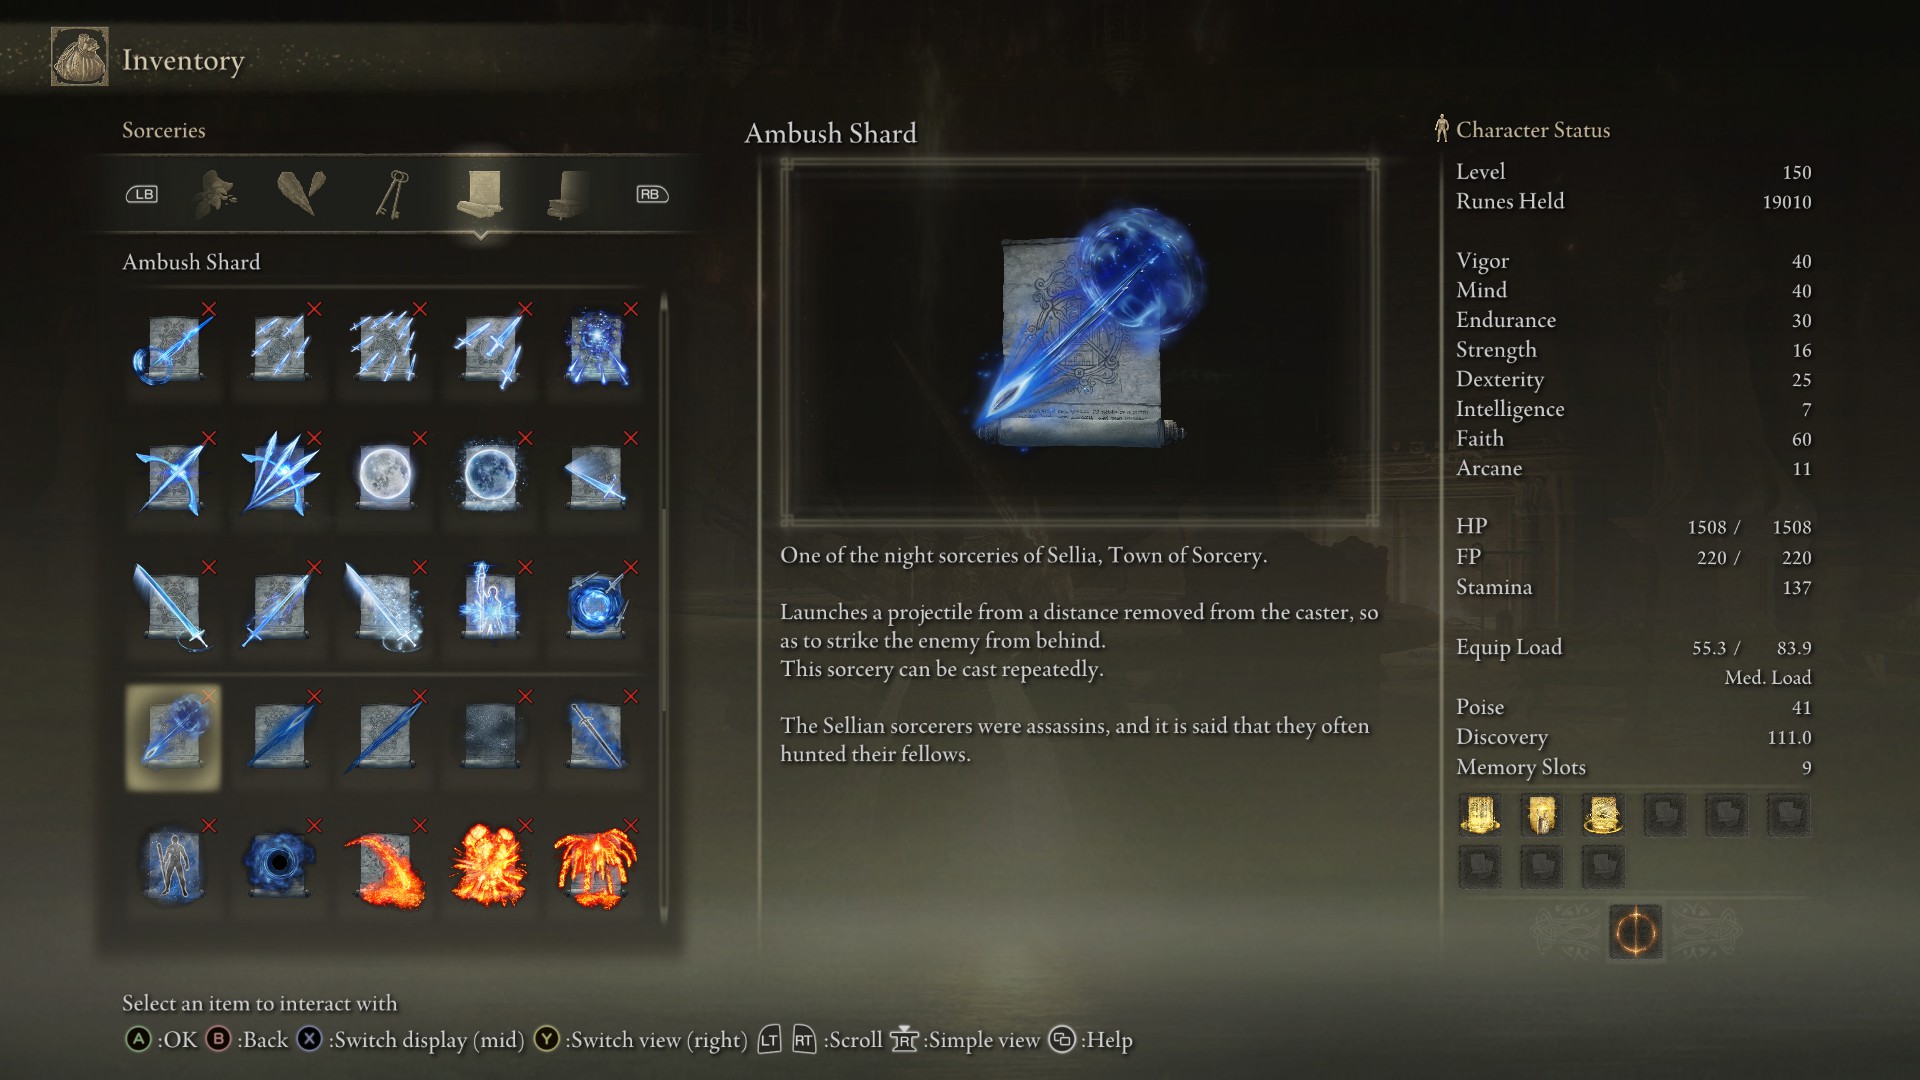 Inventory
Sorceries
LB
RB
Ambush Shard
Ambush Shard
One of the night sorceries of Sellia, Town of Sorcery.
Launches a projectile from a distance removed from the caster, so
as to strike the enemy from behind.
This sorcery can be cast repeatedly.
The Sellian sorcerers were assassins, and it is said that they often
hunted their fellows.
Character Status
Level 150
Runes Held 19010
Vigor 40
Mind 40
Endurance 30
Strength 16
Dexterity 25
Intelligence 7
Faith 60
Arcane 11
HP 1508 / 1508
FP 220 / 220
Stamina 137
Equip Load 55.3 / 83.9
Med. Load
Poise 41
Discovery 111.0
Memory Slots 9
Select an item to interact with
A :OK B :Back X :Switch display (mid) Y :Switch view (right) LT RT :Scroll R :Simple view :Help